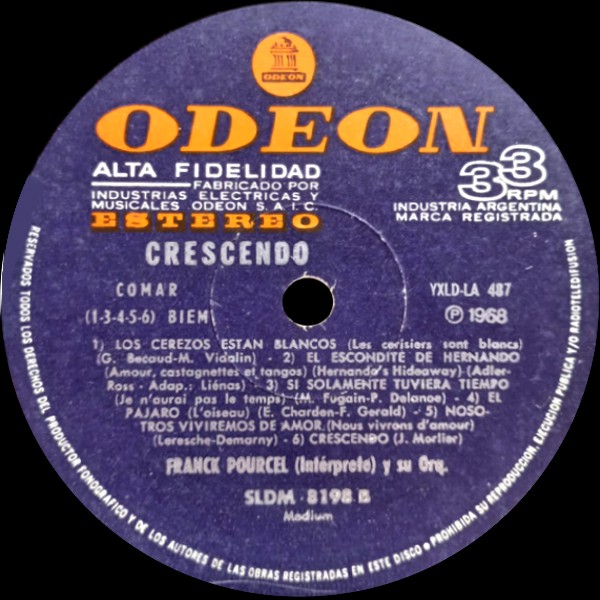 ODEON
ODEON
ALTA FIDELIDAD
FABRICADO POR
INDUSTRIAS ELECTRICAS Y
MUSICALES ODEON S.A.I.C.
ESTEREO
33
RPM
INDUSTRIA ARGENTINA
MARCA REGISTRADA
CRESCENDO
COMAR
YXLD-LA 487
(1-3-4-5-6) BIEM
Ⓟ 1968
1) LOS CEREZOS ESTAN BLANCOS (Les cerisiers sont blancs)
(G. Becaud-M. Vidalin) - 2) EL ESCONDITE DE HERNANDO
(Amour, castagnettes et tangos) (Hernando's Hideaway) (Adler-
Ross - Adap.: Liénas) - 3) SI SOLAMENTE TUVIERA TIEMPO
(Je n'aurai pas le temps) (M. Fugain-P. Delanoe) - 4) EL
PAJARO (L'oiseau) (E. Charden-F. Gerald) - 5) NOSO-
TROS VIVIREMOS DE AMOR (Nous vivrons d'amour)
(Leresche-Demarny) - 6) CRESCENDO (J. Morlier)
FRANCK POURCEL (Intérprete) y su Orq.
SLDM - 8198 B
Medium
RESERVADOS TODOS LOS DERECHOS DEL PRODUCTOR FONOGRAFICO Y DE LOS AUTORES DE LAS OBRAS REGISTRADAS EN ESTE DISCO • PROHIBIDA SU REPRODUCCION, EJECUCION PUBLICA Y/O RADIOTELEDIFUSION